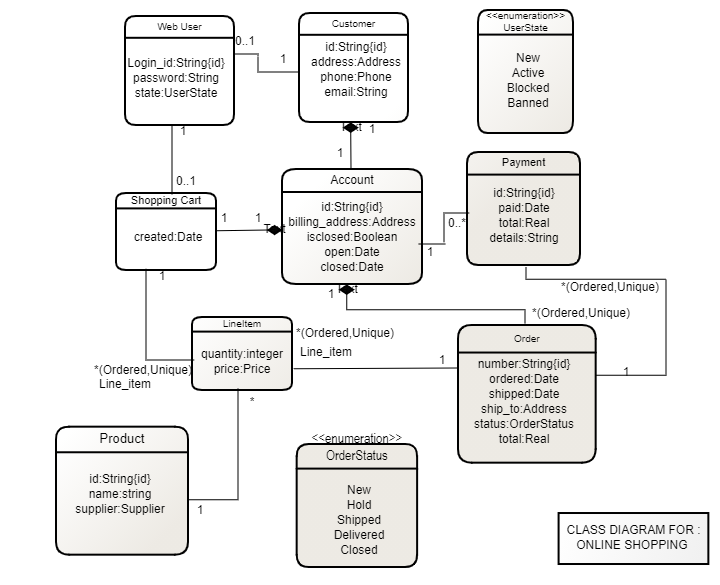 Web User
Login_id:String{id}
password:String
state:UserState
0..1
1
Customer
id:String{id}
address:Address
phone:Phone
email:String
<<enumeration>>
UserState
New
Active
Blocked
Banned
1
0..1
1
1
Shopping Cart
created:Date
1
1
Account
id:String{id}
billing_address:Address
isclosed:Boolean
open:Date
closed:Date
1
0..*
Payment
id:String{id}
paid:Date
total:Real
details:String
1
1
*(Ordered,Unique)
*(Ordered,Unique)
LineItem
quantity:integer
price:Price
*(Ordered,Unique)
Line_item
1
*(Ordered,Unique)
Line_item
Order
number:String{id}
ordered:Date
shipped:Date
ship_to:Address
status:OrderStatus
total:Real
1
*
Product
id:String{id}
name:string
supplier:Supplier
1
<<enumeration>>
OrderStatus
New
Hold
Shipped
Delivered
Closed
CLASS DIAGRAM FOR :
ONLINE SHOPPING